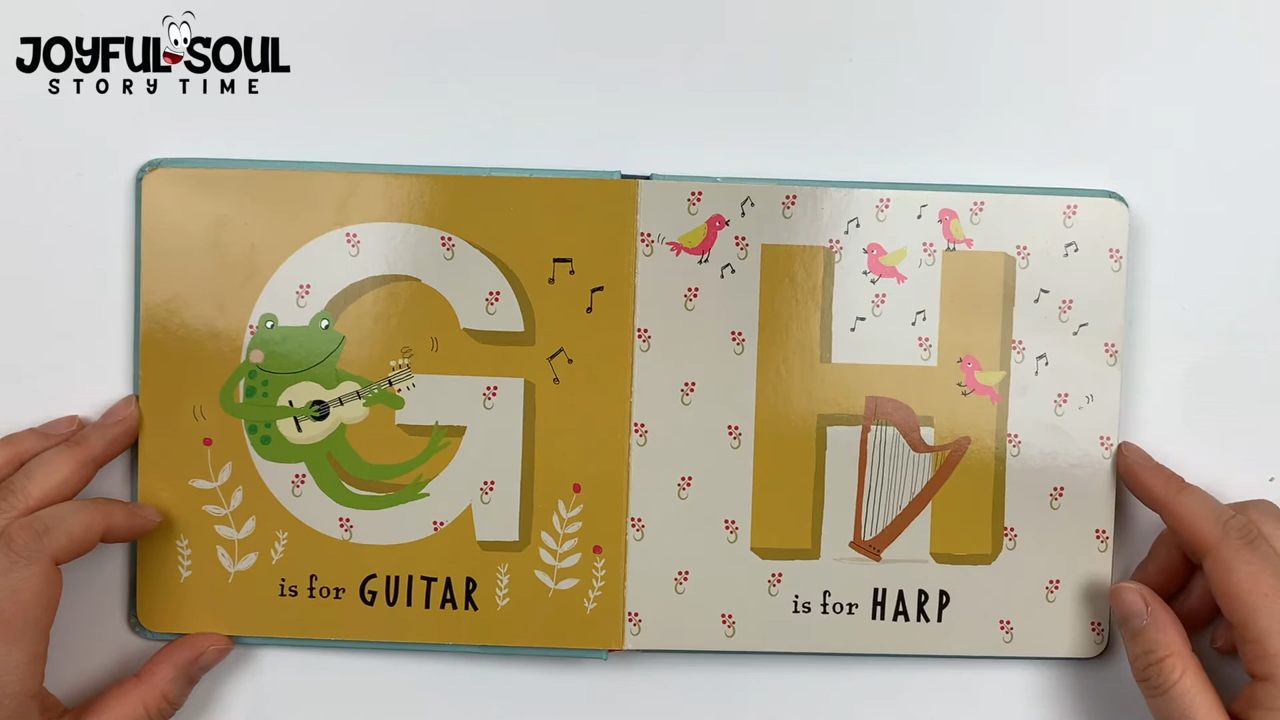 JOYFUL SOUL
STORY TIME
G
is for GUITAR
H
is for HARP